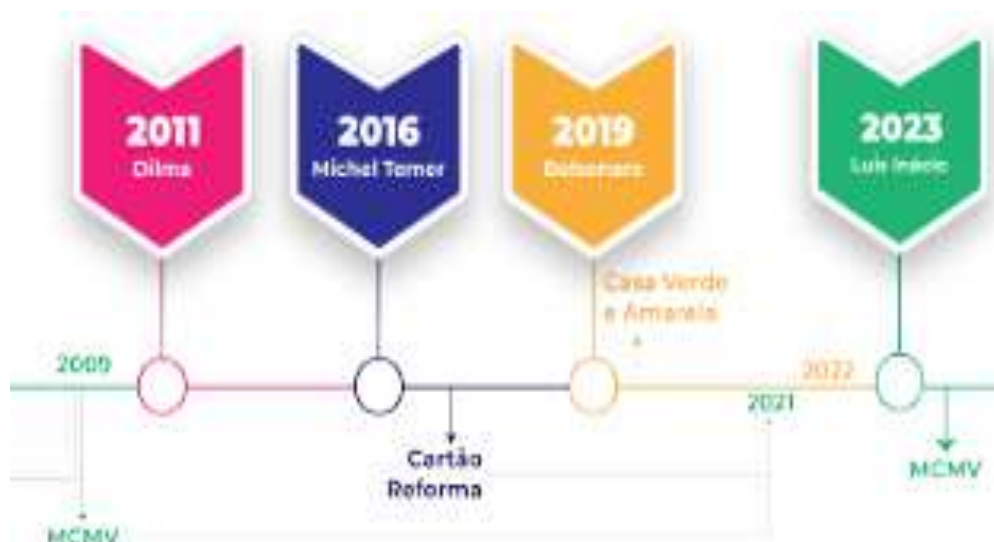 2011
Dilma
2016
Michel Temer
2019
Bolsonaro
2023
Luis Inácio
Casa Verde
e Amarela
2009
2022
2021
Cartão
Reforma
MCMV
MCMV